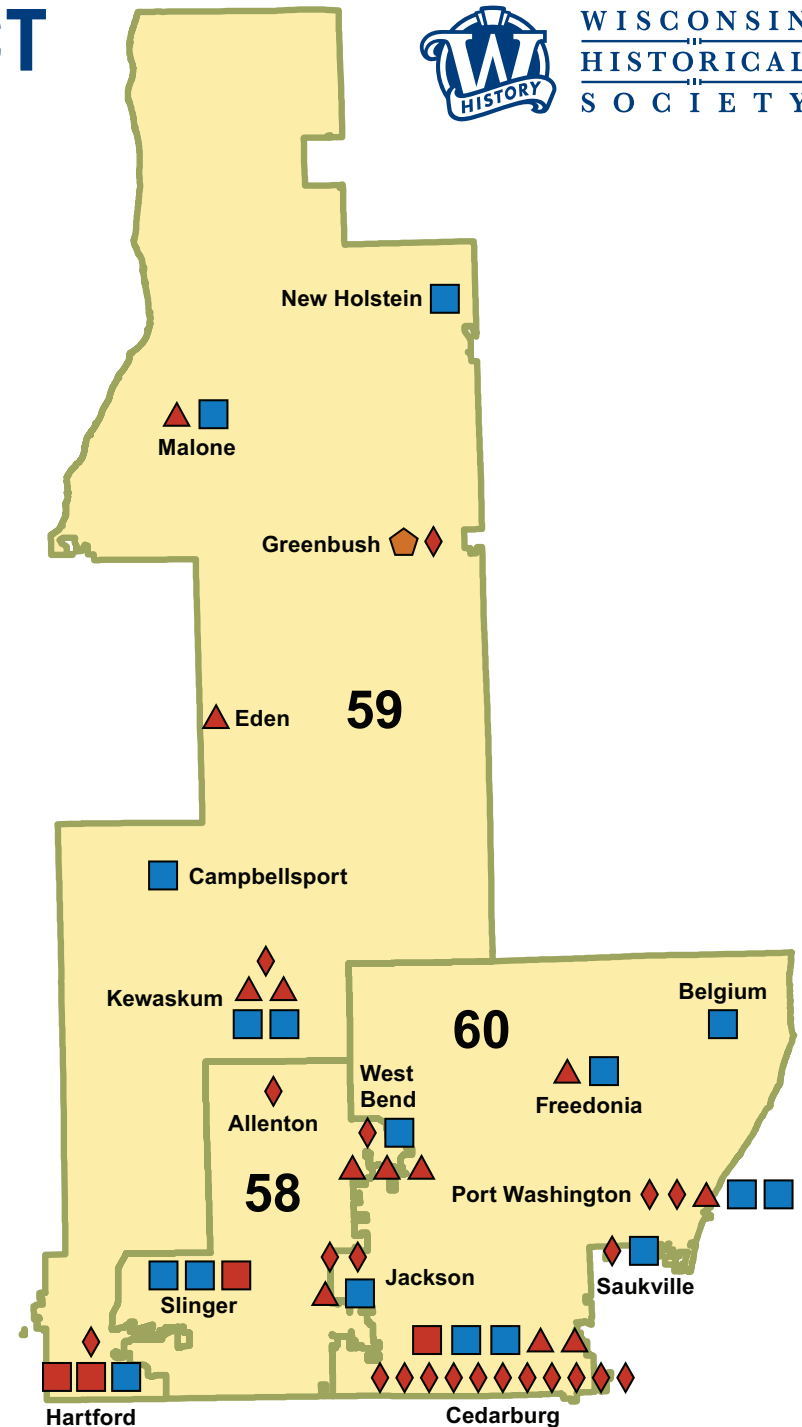 CT
W
HISTORY
WISCONSIN
HISTORICAL
SOCIETY
New Holstein
Malone
Greenbush
Eden
59
Campbellsport
Kewaskum
60
Belgium
West
Bend
Freedonia
Allenton
58
Port Washington
Jackson
Saukville
Slinger
Hartford
Cedarburg